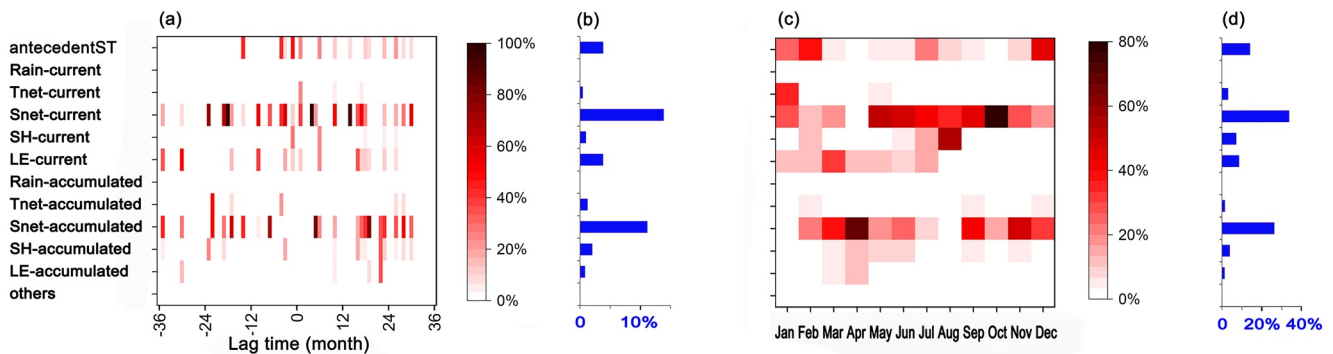 (a)
(b)
(c)
(d)
antecedentST
Rain-current
Tnet-current
Snet-current
SH-current
LE-current
Rain-accumulated
Tnet-accumulated
Snet-accumulated
SH-accumulated
LE-accumulated
others
-36
-24
-12
0
12
24
36
Lag time (month)
100%
80%
60%
40%
20%
0%
0 10%
Jan Feb Mar Apr May Jun Jul Aug Sep Oct Nov Dec
80%
60%
40%
20%
0%
0 20% 40%